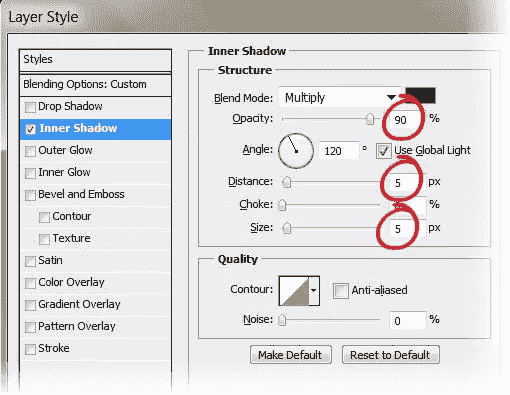 Layer Style
Styles
Blending Options: Custom
Drop Shadow
Inner Shadow
Outer Glow
Inner Glow
Bevel and Emboss
Contour
Texture
Satin
Color Overlay
Gradient Overlay
Pattern Overlay
Stroke
Inner Shadow
Structure
Blend Mode: Multiply
Opacity: 90 %
Angle: 120 ° Use Global Light
Distance: 5 px
Choke: %
Size: 5 px
Quality
Contour: Anti-aliased
Noise: 0 %
Make Default Reset to Default